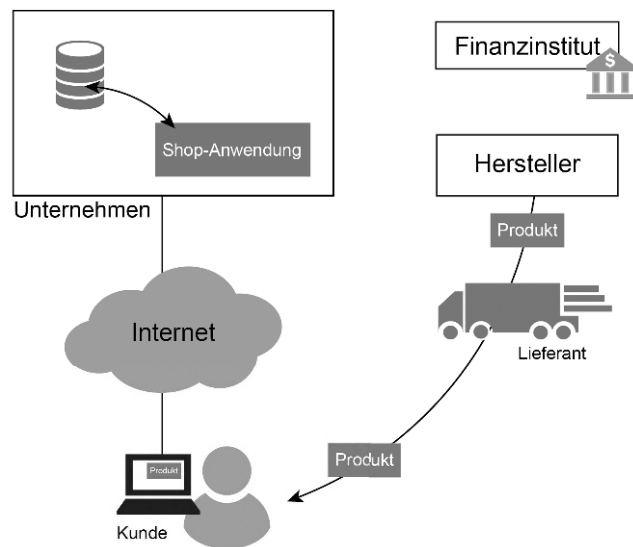 Finanzinstitut
$
Shop-Anwendung
Hersteller
Unternehmen
Produkt
Internet
Lieferant
Produkt
Produkt
Kunde